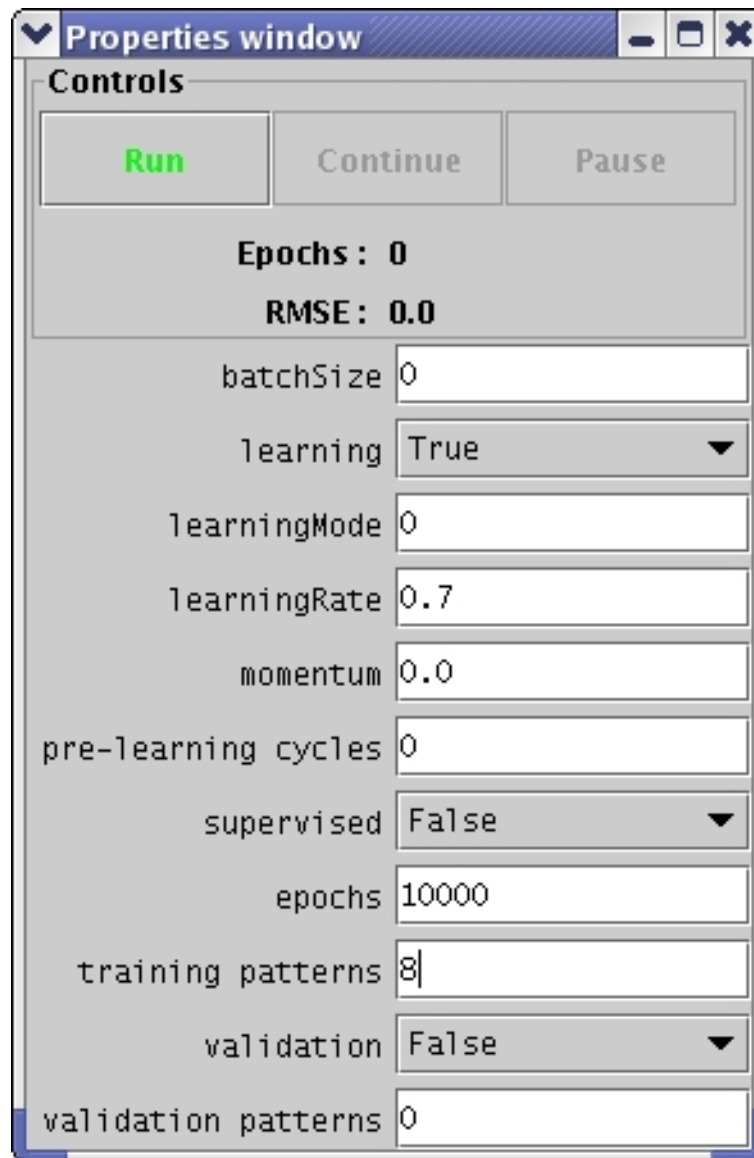 Properties window
Controls
Run Continue Pause
Epochs: 0
RMSE: 0.0
batchSize 0
learning True
learningMode 0
learningRate 0.7
momentum 0.0
pre-learning cycles 0
supervised False
epochs 10000
training patterns 8
validation False
validation patterns 0